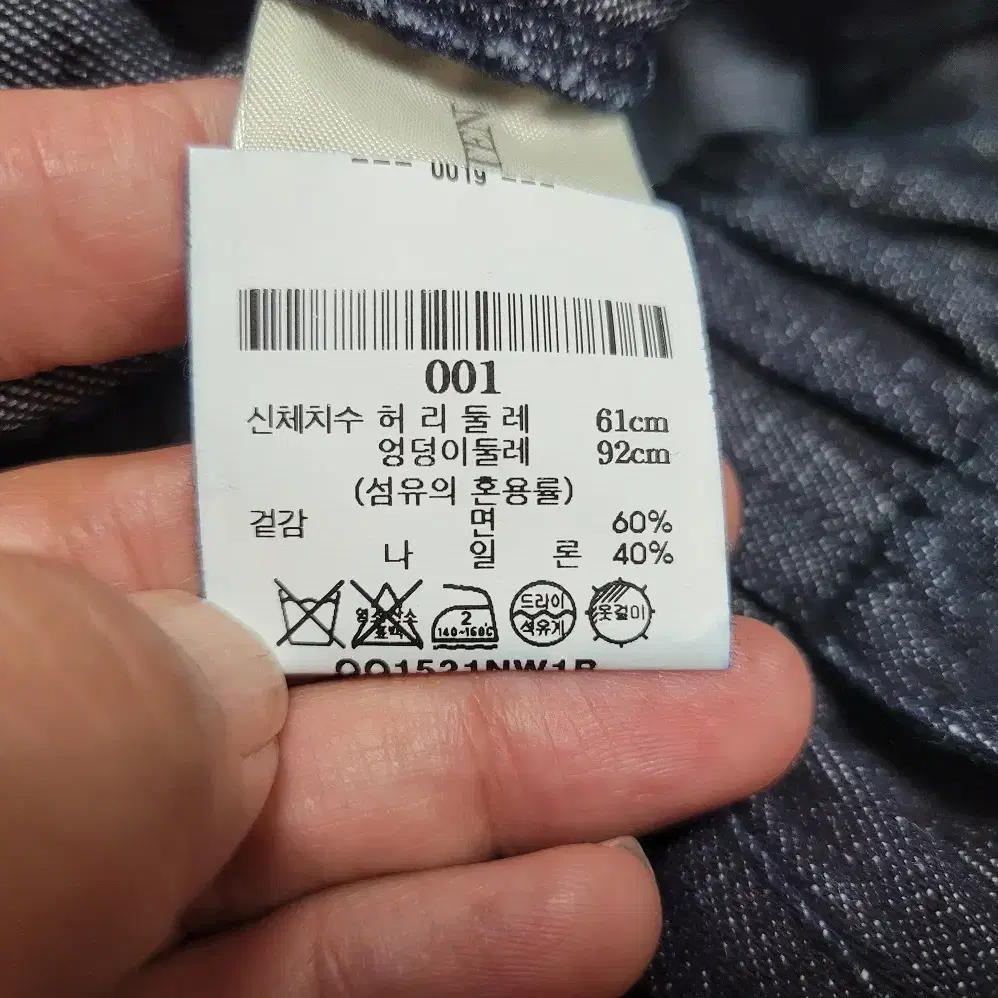 --- 0019 ---
001
신체치수 허 리 둘 레 61cm
엉덩이둘레 92cm
(섬유의 혼용률)
겉감 면 60%
나 일 론 40%
2 드라이 옷걸이
140~160℃ 석유계